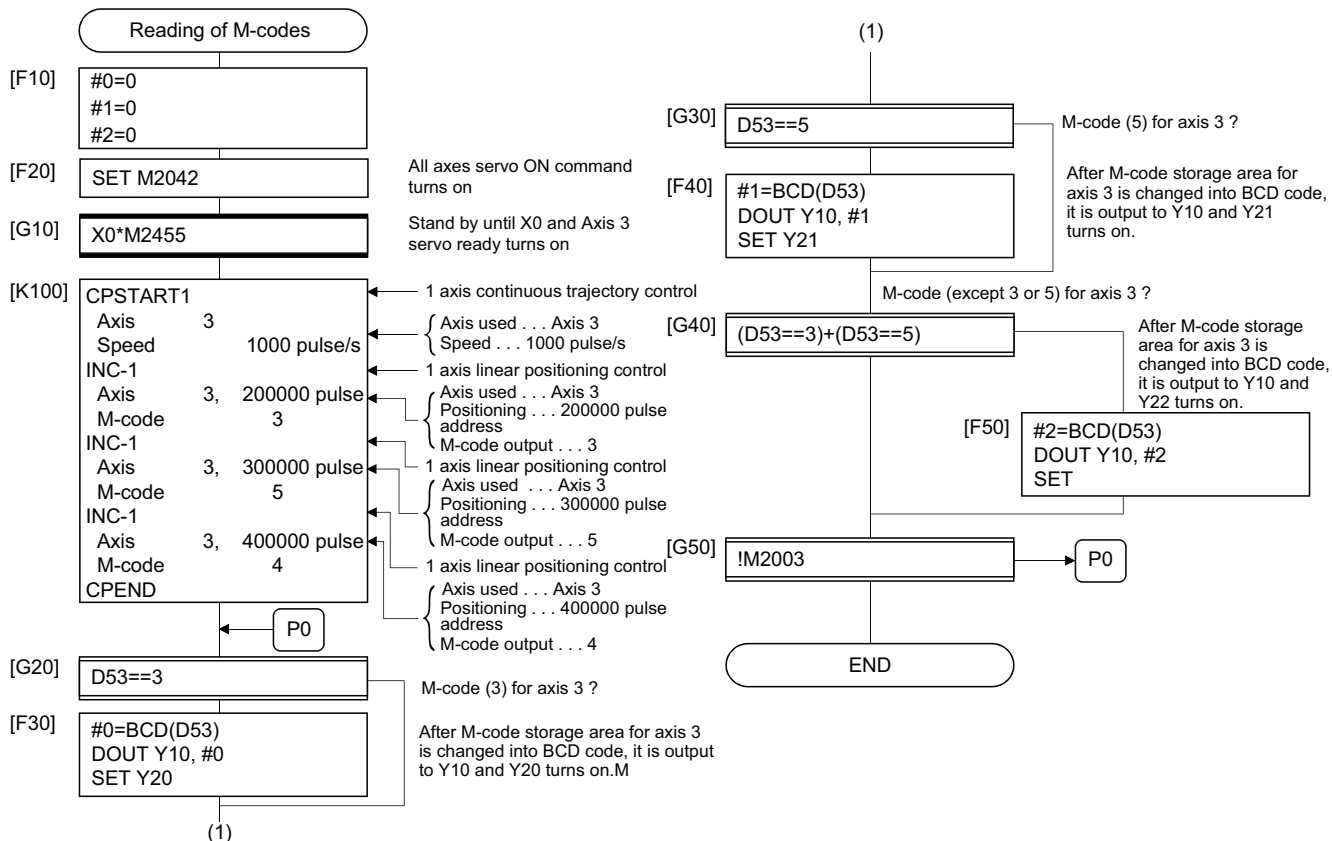 Reading of M-codes
[F10]
#0=0
#1=0
#2=0
[F20]
SET M2042
All axes servo ON command
turns on
[G10]
X0*M2455
Stand by until X0 and Axis 3
servo ready turns on
[K100]
CPSTART1
Axis 3
Speed 1000 pulse/s
INC-1
Axis 3, 200000 pulse
M-code 3
INC-1
Axis 3, 300000 pulse
M-code 5
INC-1
Axis 3, 400000 pulse
M-code 4
CPEND
1 axis continuous trajectory control
Axis used . . . Axis 3
Speed . . . 1000 pulse/s
1 axis linear positioning control
Axis used . . . Axis 3
Positioning . . . 200000 pulse
address
M-code output . . . 3
1 axis linear positioning control
Axis used . . . Axis 3
Positioning . . . 300000 pulse
address
M-code output . . . 5
1 axis linear positioning control
Axis used . . . Axis 3
Positioning . . . 400000 pulse
address
M-code output . . . 4
P0
[G20]
D53==3
M-code (3) for axis 3 ?
[F30]
#0=BCD(D53)
DOUT Y10, #0
SET Y20
After M-code storage area for axis 3
is changed into BCD code, it is output
to Y10 and Y20 turns on.M
(1)
(1)
[G30]
D53==5
M-code (5) for axis 3 ?
[F40]
#1=BCD(D53)
DOUT Y10, #1
SET Y21
After M-code storage area for
axis 3 is changed into BCD code,
it is output to Y10 and Y21
turns on.
M-code (except 3 or 5) for axis 3 ?
[G40]
(D53==3)+(D53==5)
After M-code storage
area for axis 3 is
changed into BCD code,
it is output to Y10 and
Y22 turns on.
[F50]
#2=BCD(D53)
DOUT Y10, #2
SET
[G50]
!M2003
P0
END